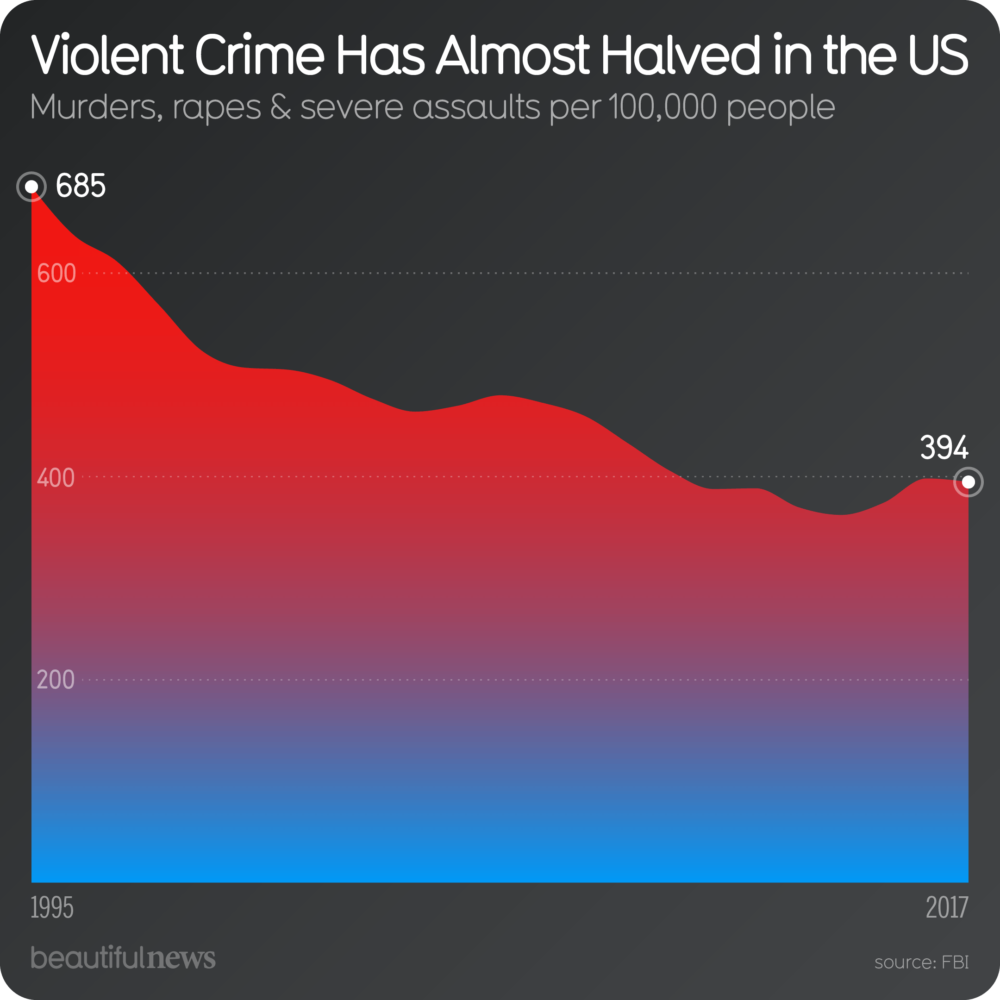 Violent Crime Has Almost Halved in the US
Murders, rapes & severe assaults per 100,000 people
685
600
394
400
200
1995
2017
beautifulnews
source: FBI